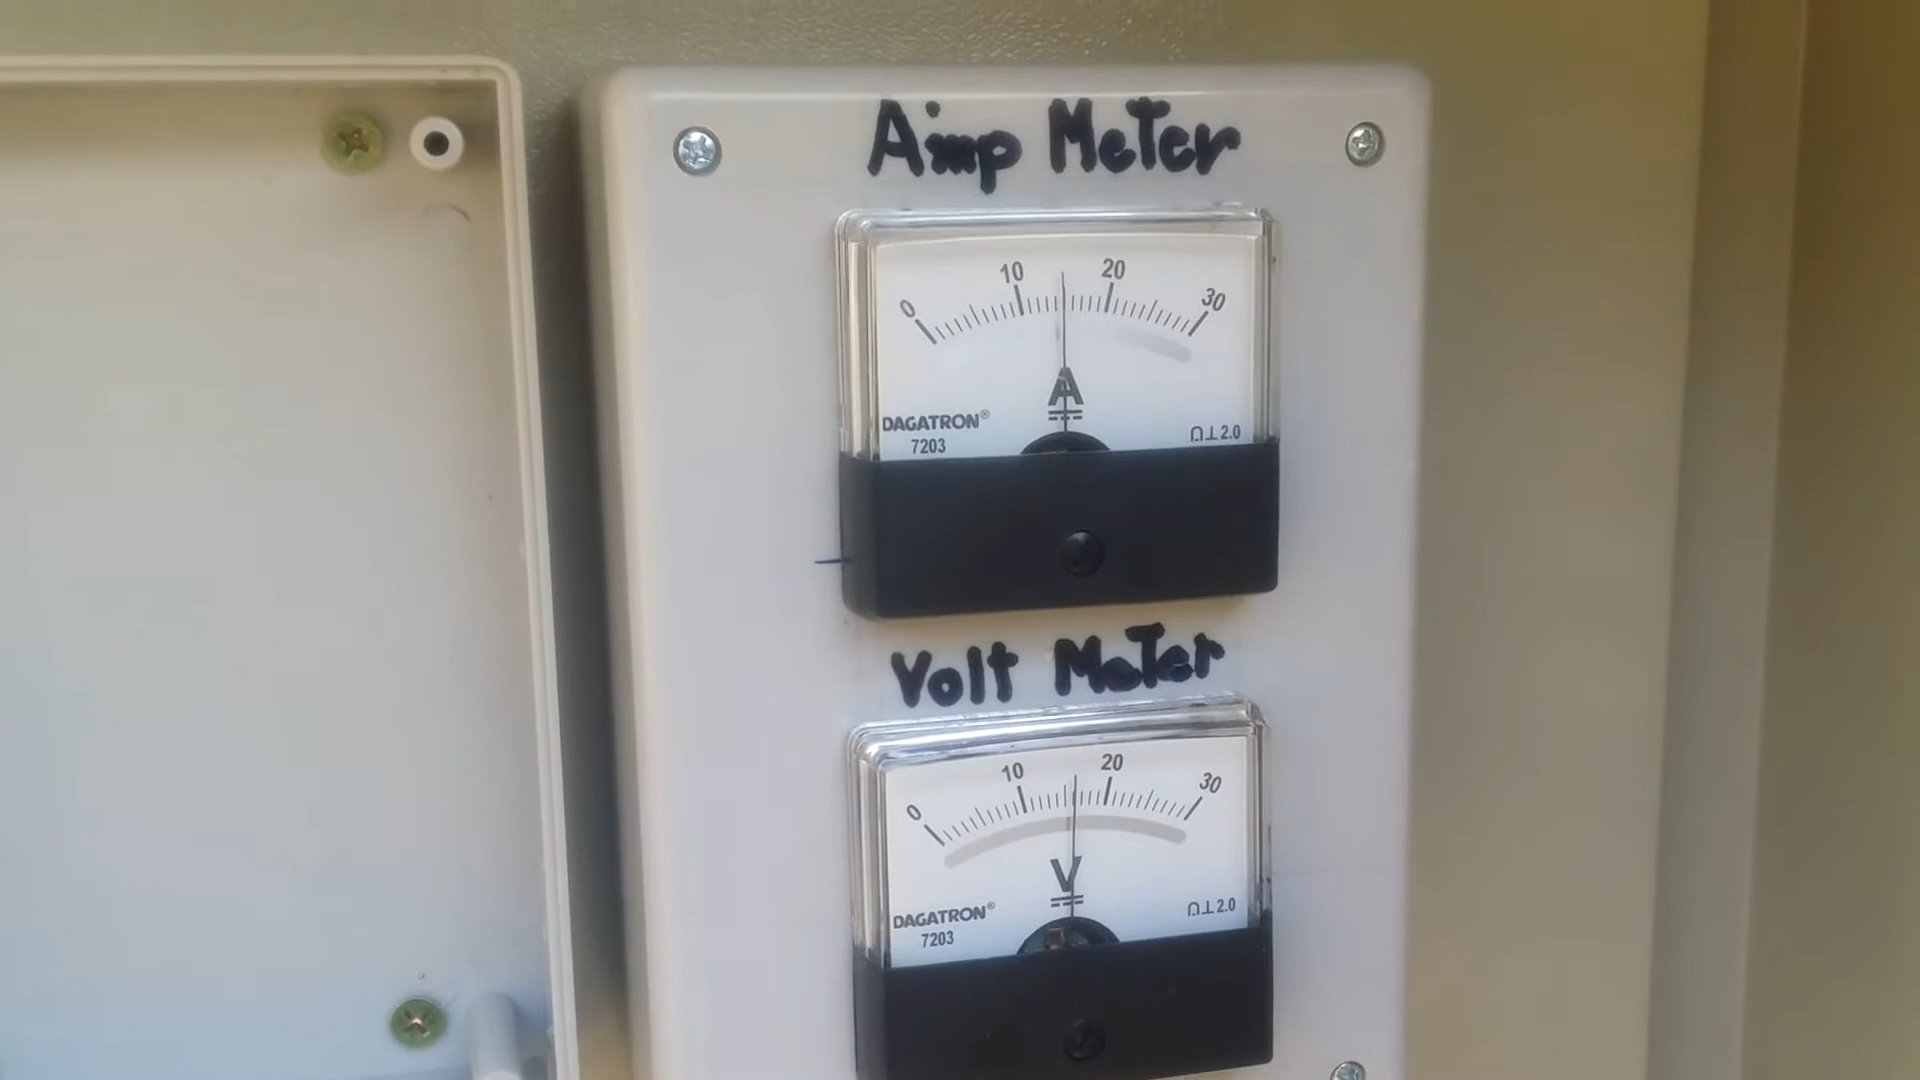 Amp MeTer
0 10 20 30
A
DAGATRON®
7203
2.0
Volt MeTer
0 10 20 30
V
DAGATRON®
7203
2.0